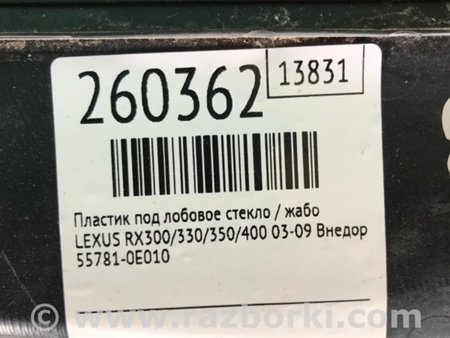 260362
13831
Пластик под лобовое стекло / жабо
LEXUS RX300/330/350/400 03-09 Внедор
55781-0E010
www.razborki.com